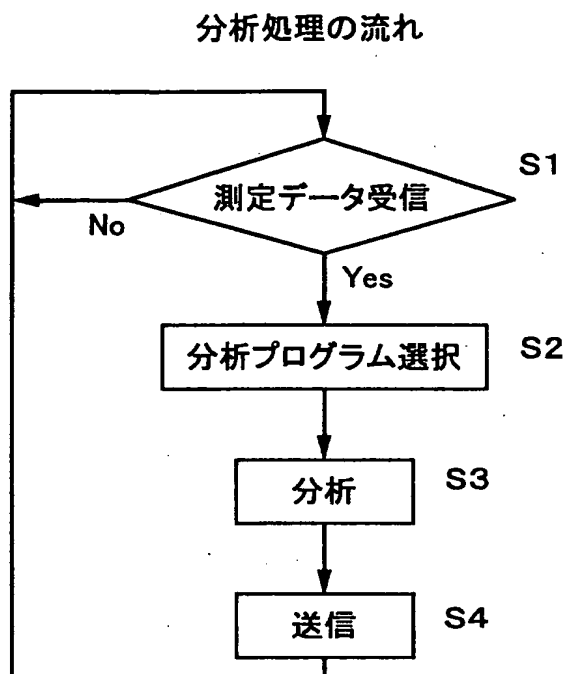 分析処理の流れ
測定データ受信
S1
No
Yes
分析プログラム選択
S2
分析
S3
送信
S4